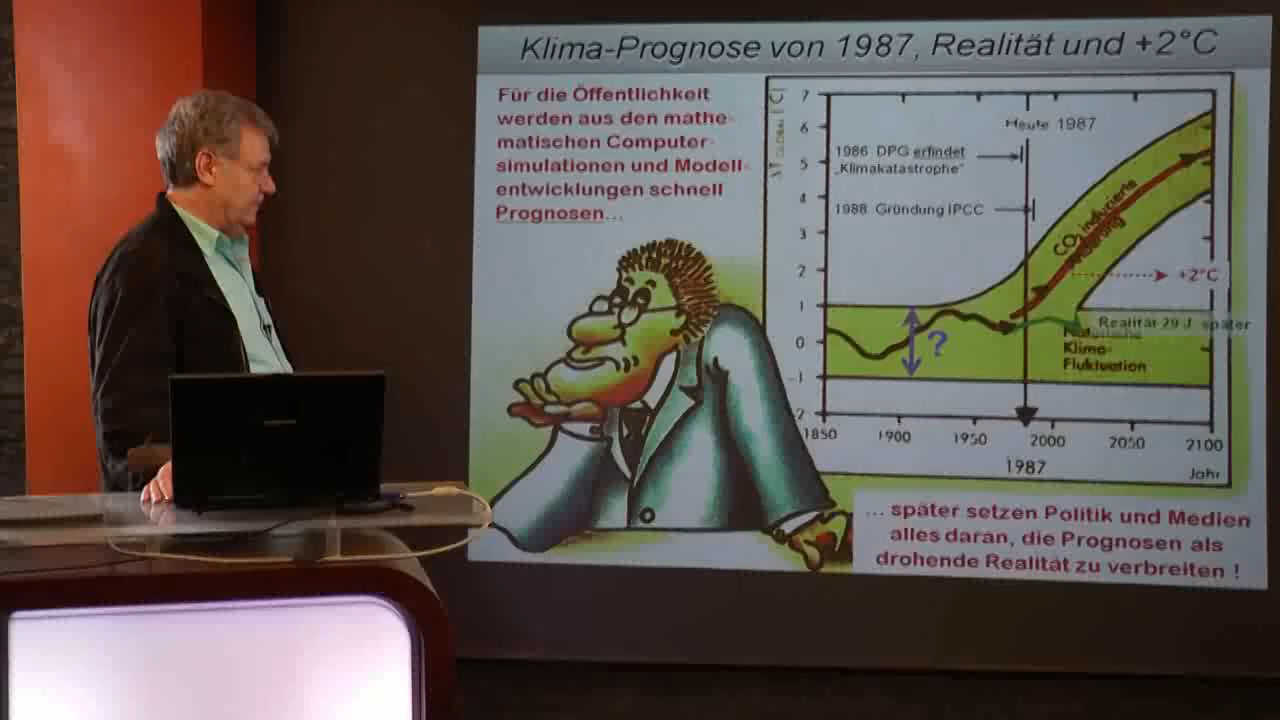 Klima-Prognose von 1987, Realität und +2°C
Für die Öffentlichkeit
werden aus den mathe-
matischen Computer-
simulationen und Modell-
entwicklungen schnell
Prognosen...
7
6
5
4
3
2
1
0
-1
-2
Heute 1987
1986 DPG erfindet
„Klimakatastrophe"
1988 Gründung IPCC
CO₂ induzierte
Änderung
+2°C
Realität 29 J. später
?
Klima-
Fluktuation
1850
1900
1950
2000
2050
2100
1987
Jahr
... später setzen Politik und Medien
alles daran, die Prognosen als
drohende Realität zu verbreiten !